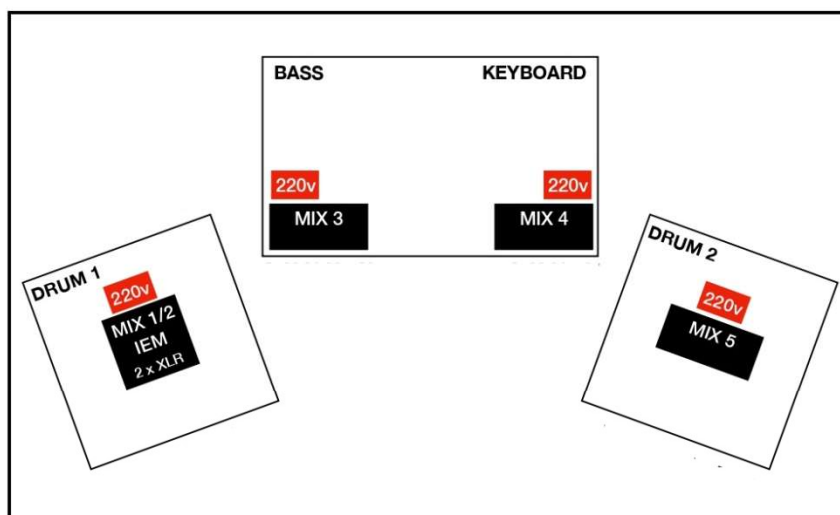 BASS
KEYBOARD
220v
220v
MIX 3
MIX 4
DRUM 1
220v
MIX 1/2
IEM
2 x XLR
DRUM 2
220v
MIX 5